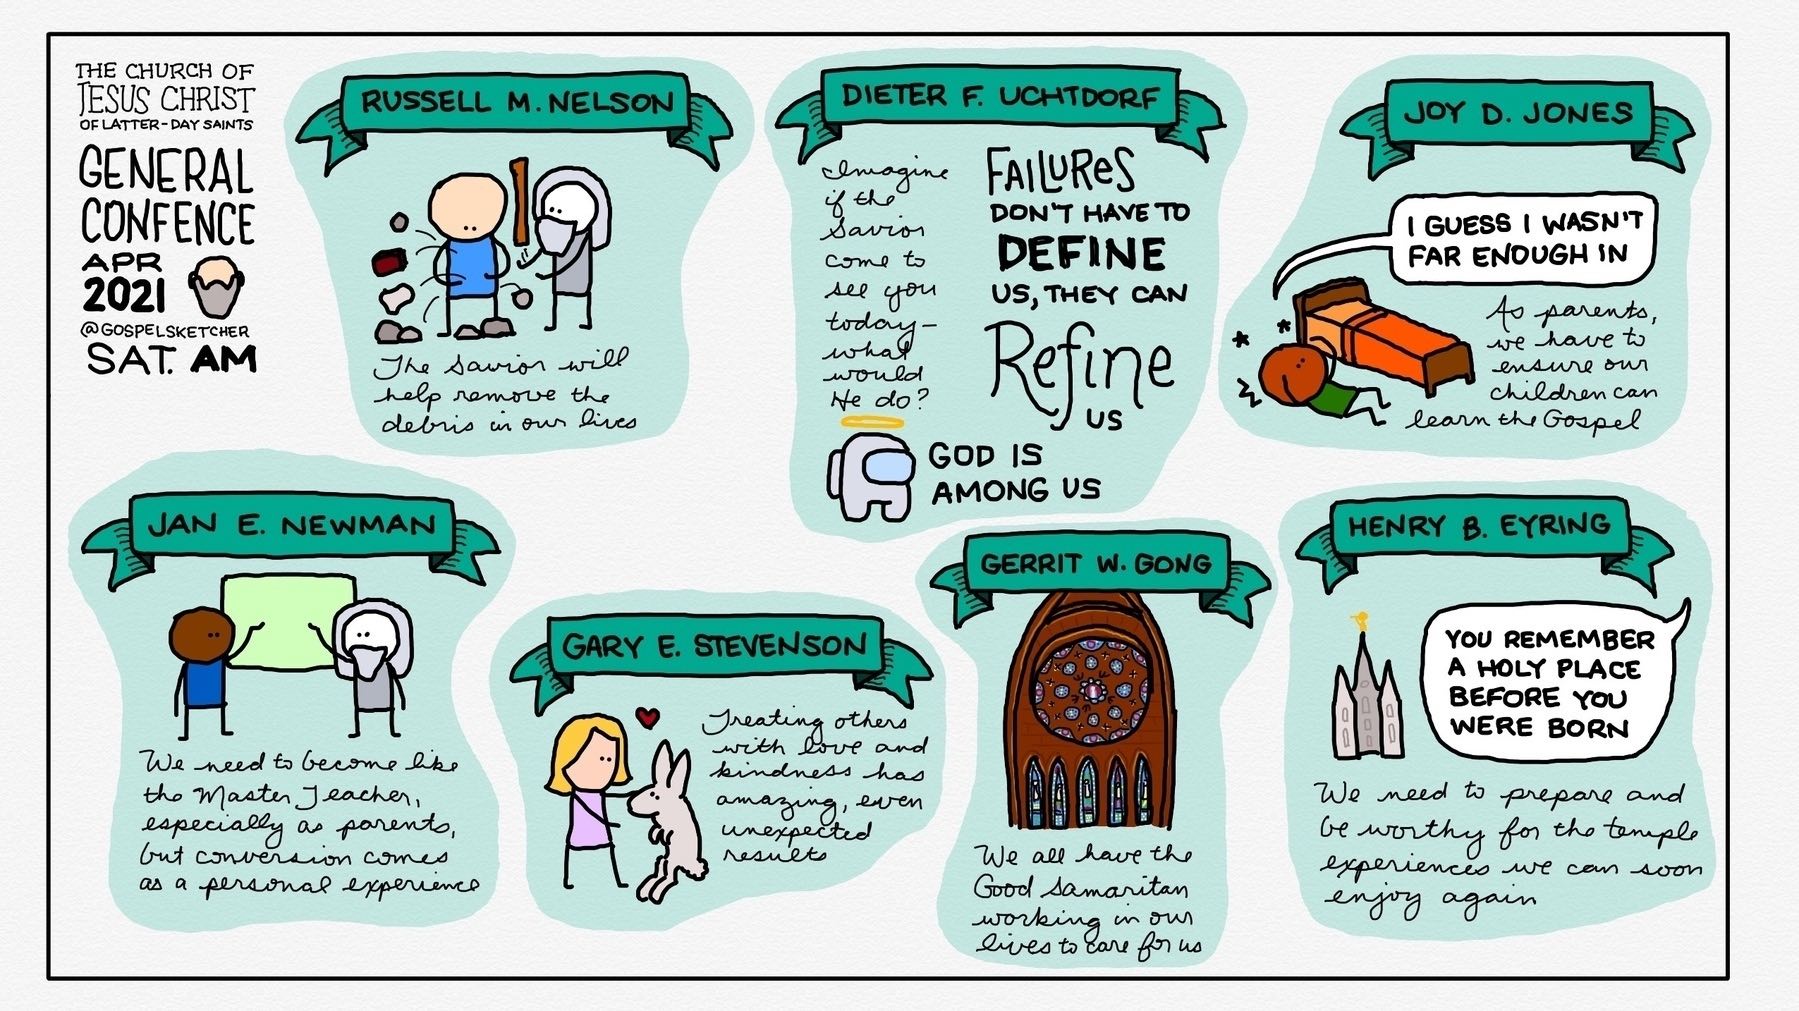 THE CHURCH OF
JESUS CHRIST
OF LATTER-DAY SAINTS
GENERAL
CONFENCE
APR
2021
@GOSPELSKETCHER
SAT. AM
RUSSELL M. NELSON
The Savior will
help remove the
debris in our lives
DIETER F. UCHTDORF
Imagine
if the
Savior
come to
see you
today—
what
would
He do?
FAILUReS
DON'T HAVE TO
DEFINE
US, THEY CAN
Refine
US
GOD IS
AMONG US
JOY D. JONES
I GUESS I WASN'T
FAR ENOUGH IN
As parents,
we have to
ensure our
children can
learn the Gospel
JAN E. NEWMAN
We need to become like
the Master Teacher,
especially as parents,
but conversion comes
as a personal experience
GARY E. STEVENSON
Treating others
with love and
kindness has
amazing, even
unexpected
results
GERRIT W. GONG
We all have the
Good Samaritan
working in our
lives to care for us
HENRY B. EYRING
YOU REMEMBER
A HOLY PLACE
BEFORE YOU
WERE BORN
We need to prepare and
be worthy for the temple
experiences we can soon
enjoy again